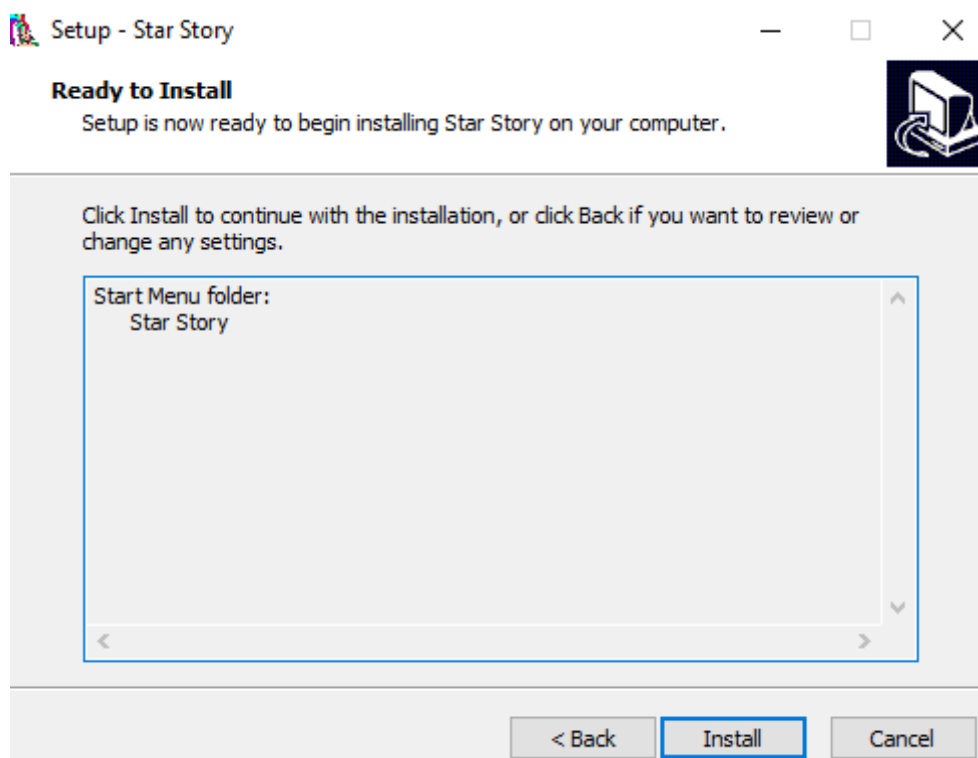 Setup - Star Story
Ready to Install
Setup is now ready to begin installing Star Story on your computer.
Click Install to continue with the installation, or click Back if you want to review or
change any settings.
Start Menu folder:
Star Story
< Back
Install
Cancel